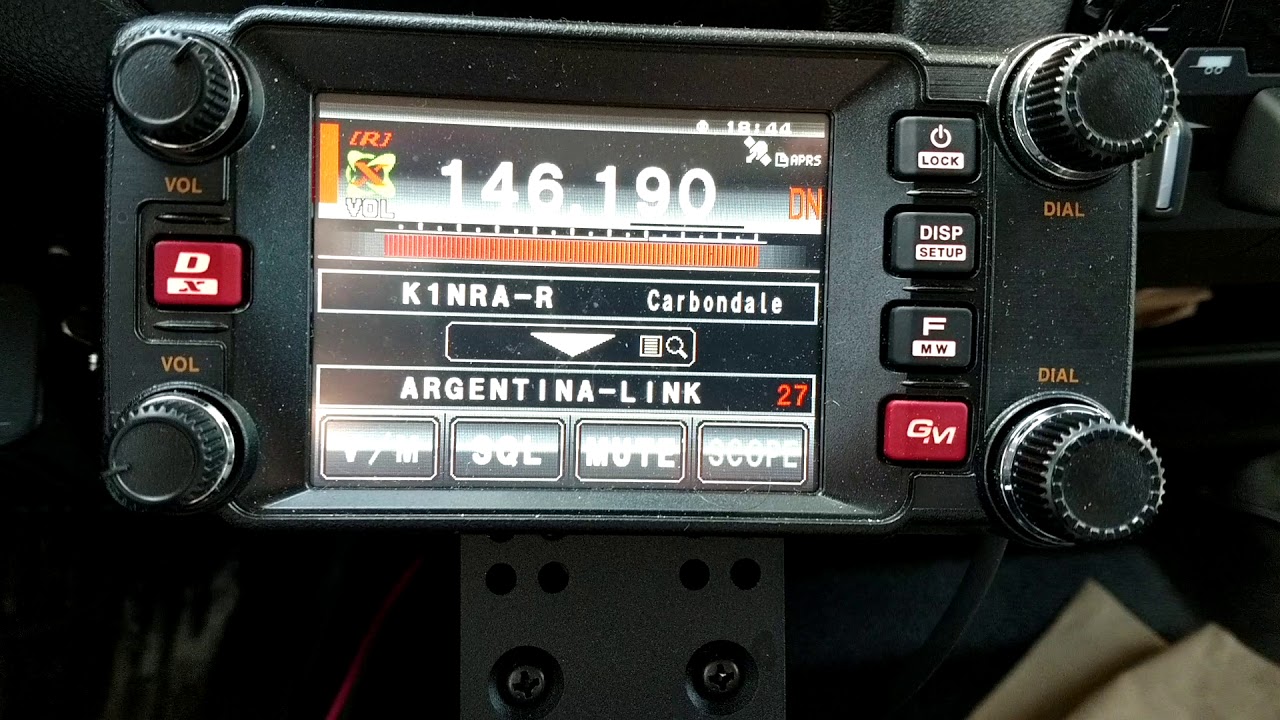 18:44
[R]
VOL
146.190
L APRS
DN
K1NRA-R Carbondale
ARGENTINA-LINK 27
V/M SQL MUTE SCOPE
VOL
D X
VOL
LOCK
DISP
SETUP
F
MW
GM
DIAL
DIAL